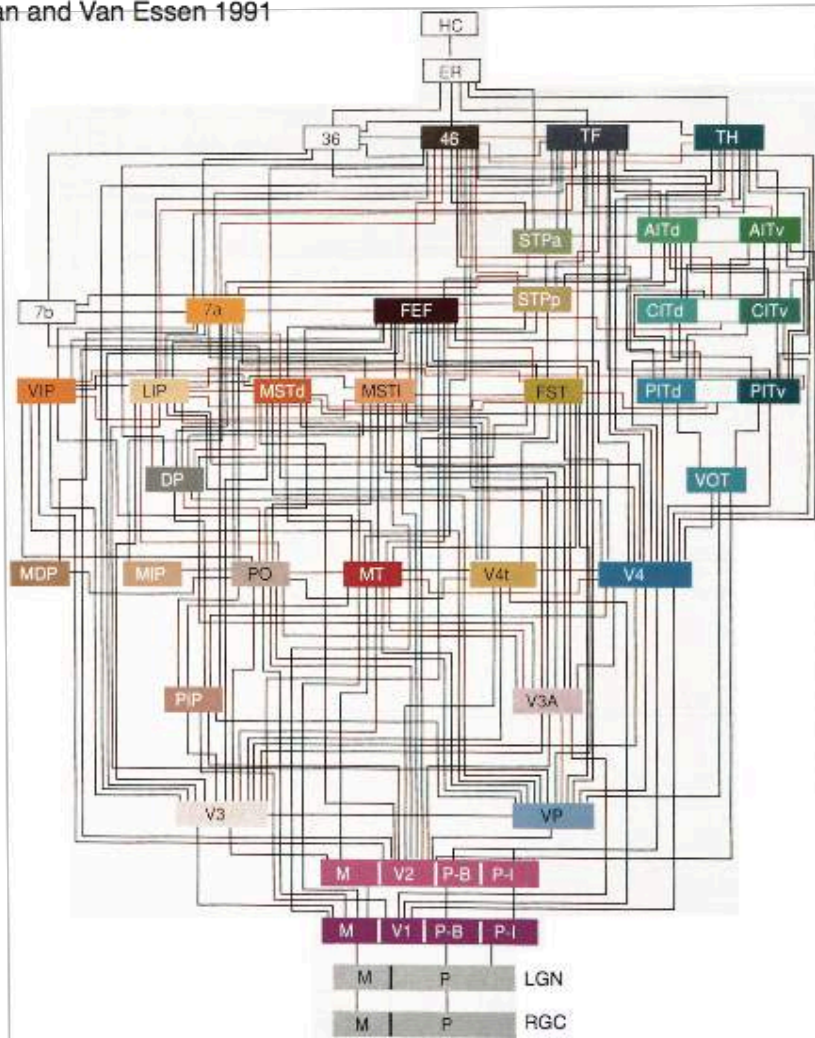 an and Van Essen 1991
HC
ER
36 46 TF TH
STPa AITd AITv
7b 7a FEF STPp CITd CITv
VIP LIP MSTd MSTl FST PITd PITv
DP VOT
MDP MIP PO MT V4t V4
PIP V3A
V3 VP
M V2 P-B P-I
M V1 P-B P-I
M P LGN
M P RGC